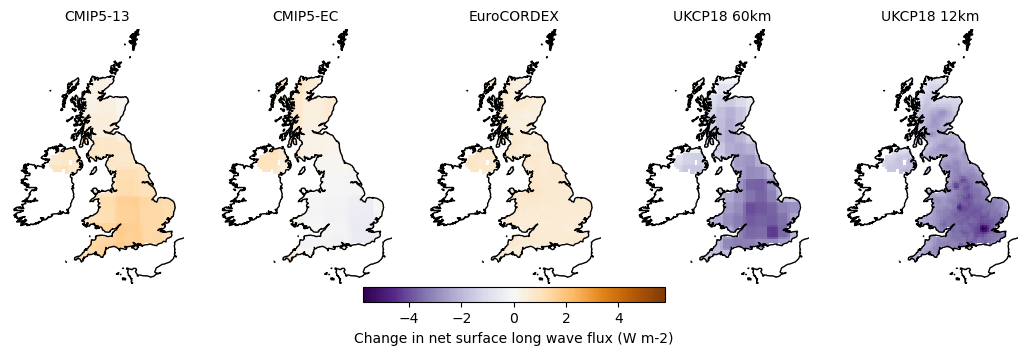 CMIP5-13
CMIP5-EC
EuroCORDEX
UKCP18 60km
UKCP18 12km
−4
−2
0
2
4
Change in net surface long wave flux (W m-2)